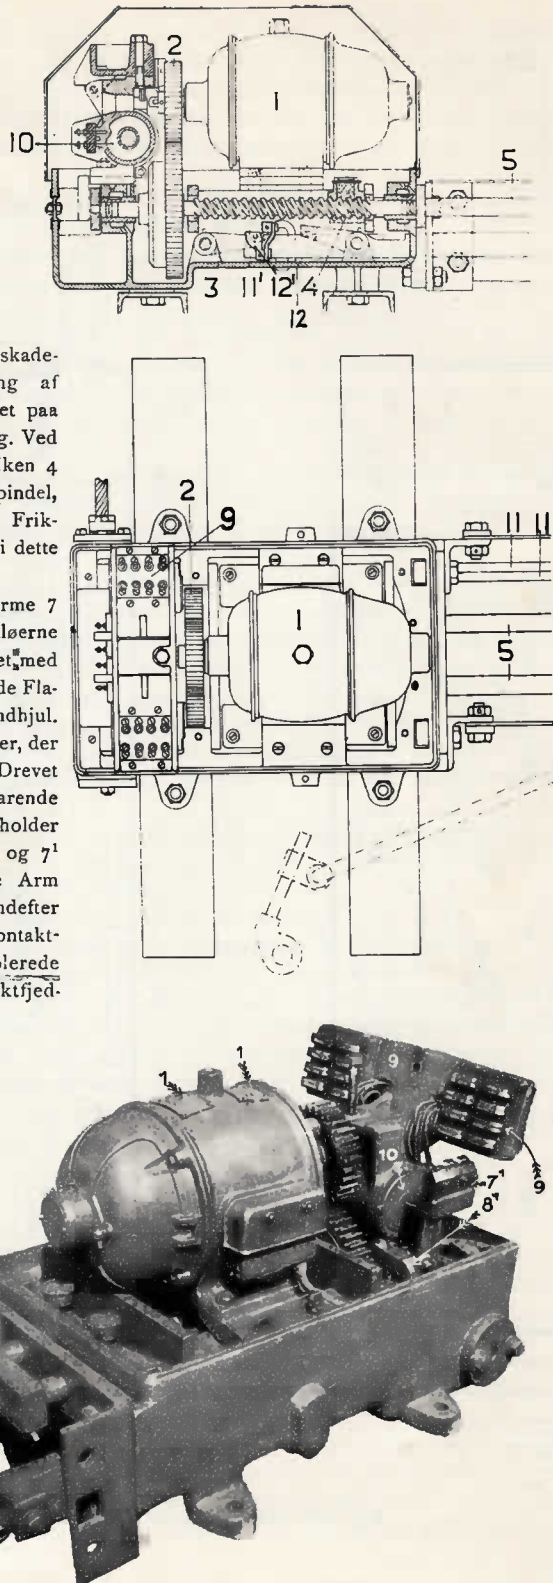 2
1
10
5
3 11' 12' 4
12
skade-
ng af
et paa
g. Ved
ken 4
pindel,
Frik-
i dette
rme 7
løerne
et med
de Fla-
ndhjul.
er, der
Drevet
arende
holder
og 7¹
Arm
ndefter
ontakt-
lerede
ktfjed-
2
9
11 11
1
5
1
1
9
10
7¹
8¹
9